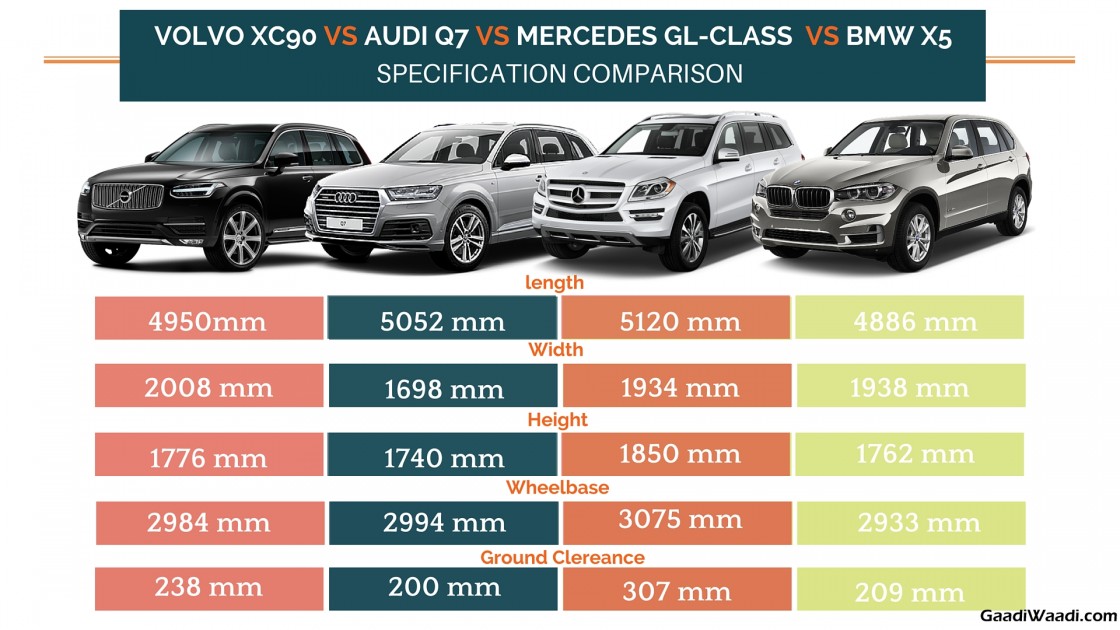 VOLVO XC90 VS AUDI Q7 VS MERCEDES GL-CLASS VS BMW X5
SPECIFICATION COMPARISON
Q7
length
4950mm 5052 mm 5120 mm 4886 mm
Width
2008 mm 1698 mm 1934 mm 1938 mm
Height
1776 mm 1740 mm 1850 mm 1762 mm
Wheelbase
2984 mm 2994 mm 3075 mm 2933 mm
Ground Clereance
238 mm 200 mm 307 mm 209 mm
GaadiWaadi.com